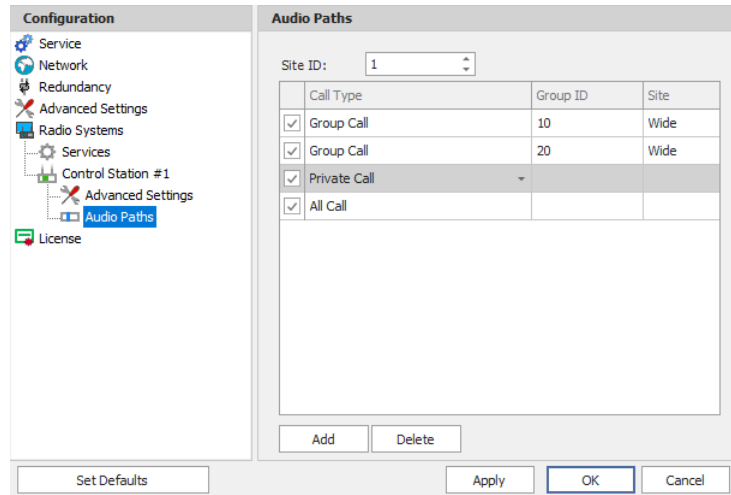 Configuration
Service
Network
Redundancy
Advanced Settings
Radio Systems
Services
Control Station #1
Advanced Settings
Audio Paths
License
Audio Paths
Site ID: 1
Call Type Group ID Site
Group Call 10 Wide
Group Call 20 Wide
Private Call
All Call
Add Delete
Set Defaults Apply OK Cancel